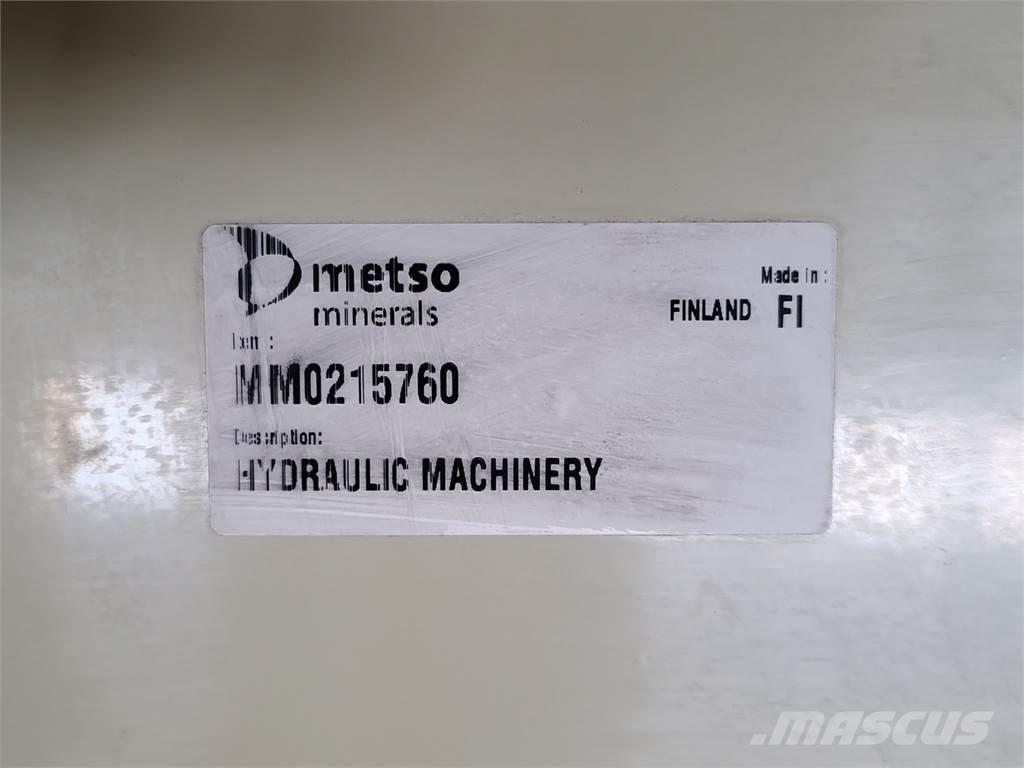 metso
minerals
Made in :
FINLAND FI
Item :
MM0215760
Description:
HYDRAULIC MACHINERY
.MASCUS